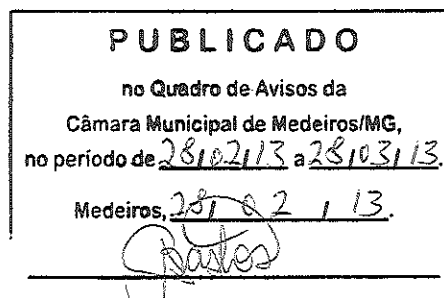 PUBLICADO
no Quadro de Avisos da
Câmara Municipal de Medeiros/MG,
no período de 28/02/13 a 28/03/13.
Medeiros, 28/ 02 / 13.